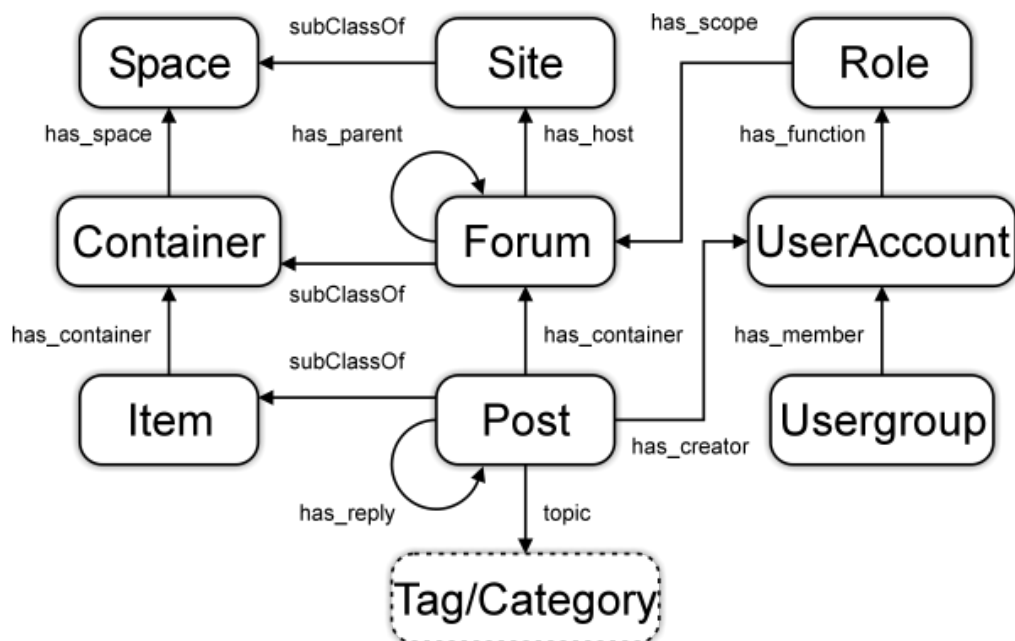 subClassOf
has_scope
Space
Site
Role
has_space
has_parent
has_host
has_function
Container
Forum
UserAccount
subClassOf
has_container
has_container
has_member
subClassOf
Item
Post
Usergroup
has_creator
has_reply
topic
Tag/Category